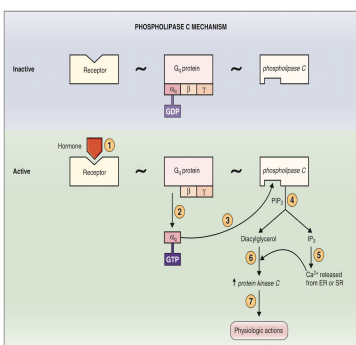 PHOSPHOLIPASE C MECHANISM
Inactive
Receptor
~
Gq protein
~
phospholipase C
αq β γ
GDP
Hormone
1
Active
Receptor
~
Gq protein
~
phospholipase C
β γ
PIP2
4
2
3
αq
GTP
Diacylglycerol
IP3
6
5
↑ protein kinase C
Ca2+ released
from ER or SR
7
Physiologic actions